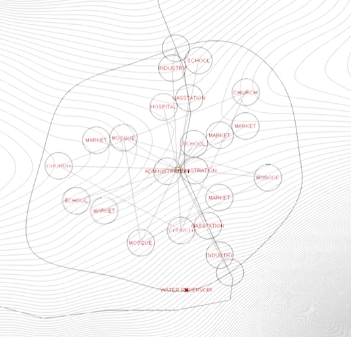 SCHOOL
INDUSTRY
CHURCH
GASSTATION
HOSPITAL
MARKET
MARKET
MARKET
MOSQUE
SCHOOL
CHURCH
ADMINISTRATION
MOSQUE
SCHOOL
MARKET
MARKET
GASSTATION
CHURCH
MOSQUE
INDUSTRY
WATER RESERVOIR